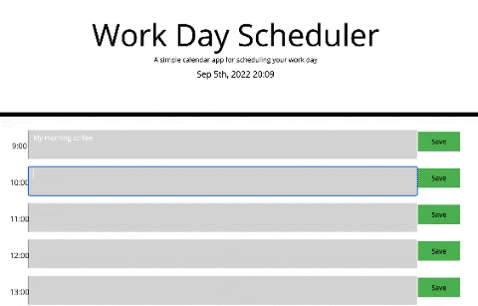 Work Day Scheduler
A simple calendar app for scheduling your work day
Sep 5th, 2022 20:09
9:00 My morning coffee Save
10:00 Save
11:00 Save
12:00 Save
13:00 Save